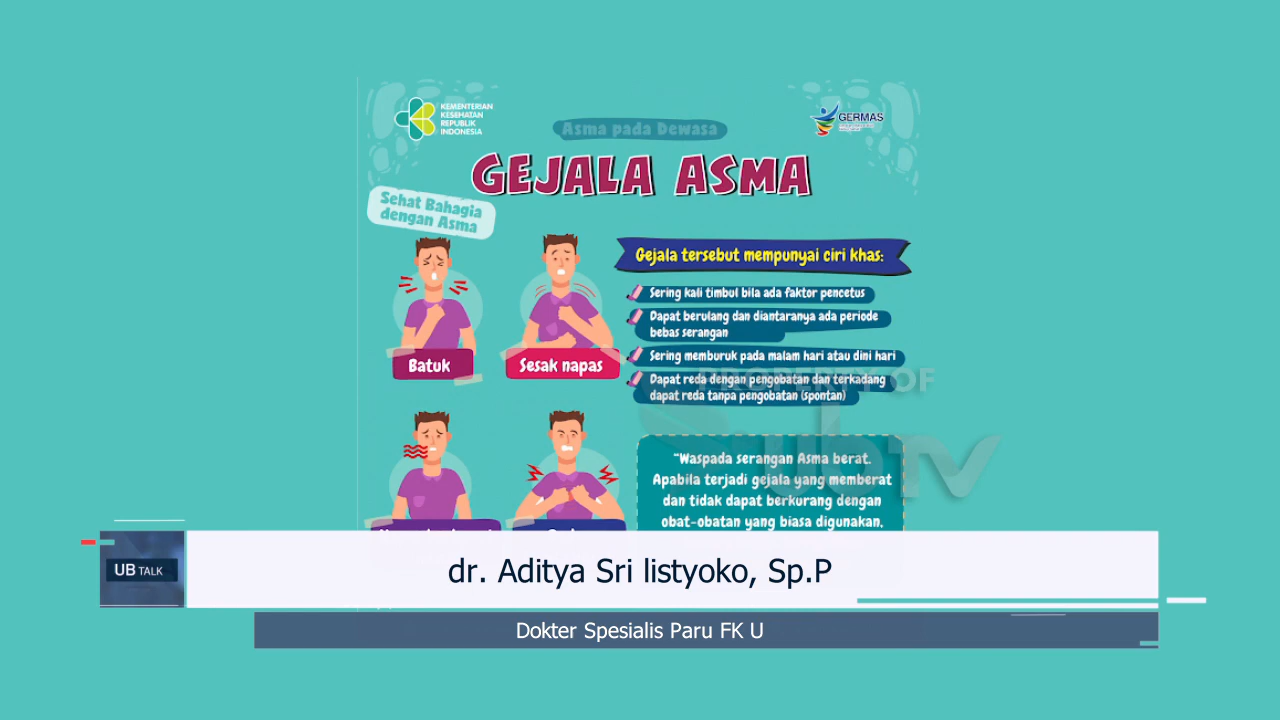 KEMENTERIAN
KESEHATAN
REPUBLIK
INDONESIA
GERMAS
Asma pada Dewasa
GEJALA ASMA
Sehat Bahagia
dengan Asma
Batuk
Sesak napas
Gejala tersebut mempunyai ciri khas:
Sering kali timbul bila ada faktor pencetus
Dapat berulang dan diantaranya ada periode
bebas serangan
Sering memburuk pada malam hari atau dini hari
Dapat reda dengan pengobatan dan terkadang
dapat reda tanpa pengobatan (spontan)
PROPERTY OF
ubTV
"Waspada serangan Asma berat.
Apabila terjadi gejala yang memberat
dan tidak dapat berkurang dengan
obat-obatan yang biasa digunakan,
UB TALK
dr. Aditya Sri listyoko, Sp.P
Dokter Spesialis Paru FK U